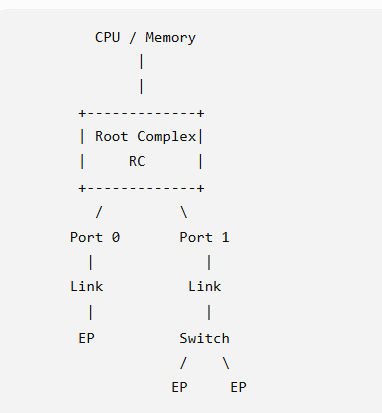 CPU / Memory
|
|
+-------------+
| Root Complex|
|     RC      |
+-------------+
/         \
Port 0       Port 1
|             |
Link          Link
|             |
EP          Switch
/    \
EP     EP